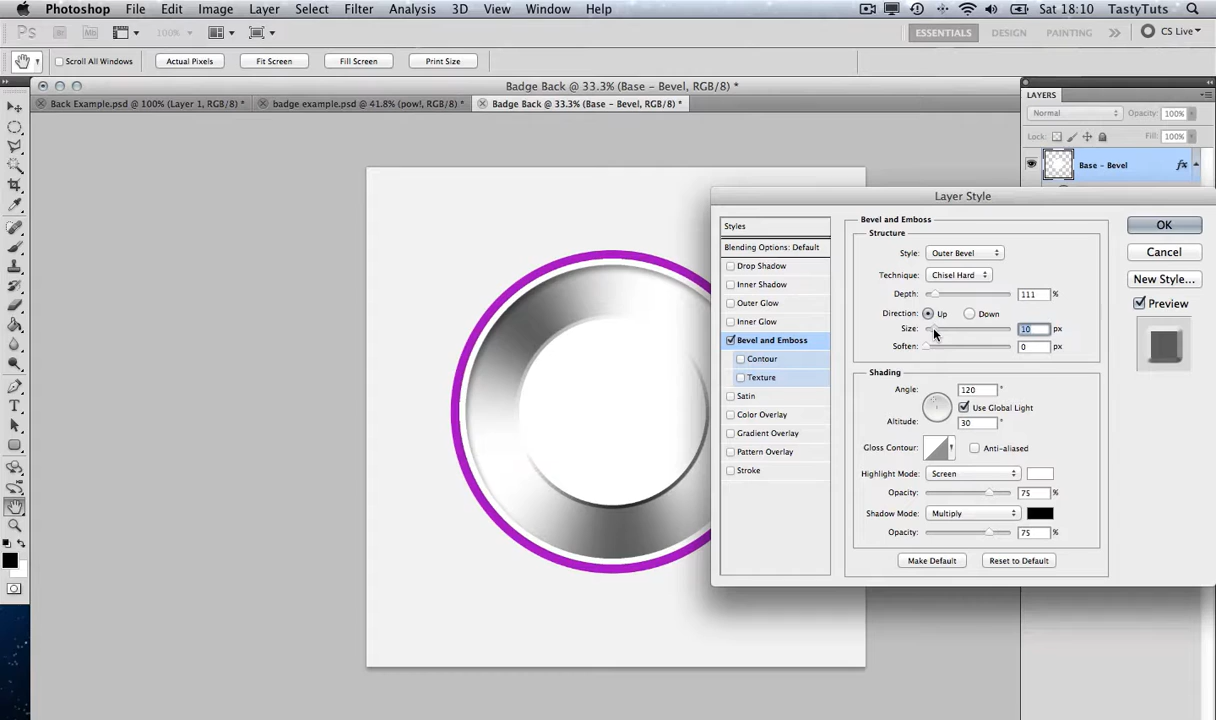 Photoshop File Edit Image Layer Select Filter Analysis 3D View Window Help Sat 18:10 TastyTuts
Ps Br Mb 100% ESSENTIALS DESIGN PAINTING >> CS Live
Scroll All Windows Actual Pixels Fit Screen Fill Screen Print Size
Badge Back @ 33.3% (Base - Bevel, RGB/8) *
Back Example.psd @ 100% (Layer 1, RGB/8) * badge example.psd @ 41.8% (pow!, RGB/8) * Badge Back @ 33.3% (Base - Bevel, RGB/8) *
LAYERS
Normal Opacity: 100%
Lock: Fill: 100%
Base - Bevel fx
Layer Style
Styles
Blending Options: Default
Drop Shadow
Inner Shadow
Outer Glow
Inner Glow
Bevel and Emboss
Contour
Texture
Satin
Color Overlay
Gradient Overlay
Pattern Overlay
Stroke
Bevel and Emboss
Structure
Style: Outer Bevel
Technique: Chisel Hard
Depth: 111 %
Direction: Up Down
Size: 10 px
Soften: 0 px
Shading
Angle: 120 °
Use Global Light
Altitude: 30 °
Gloss Contour: Anti-aliased
Highlight Mode: Screen
Opacity: 75 %
Shadow Mode: Multiply
Opacity: 75 %
Make Default Reset to Default
OK
Cancel
New Style...
Preview